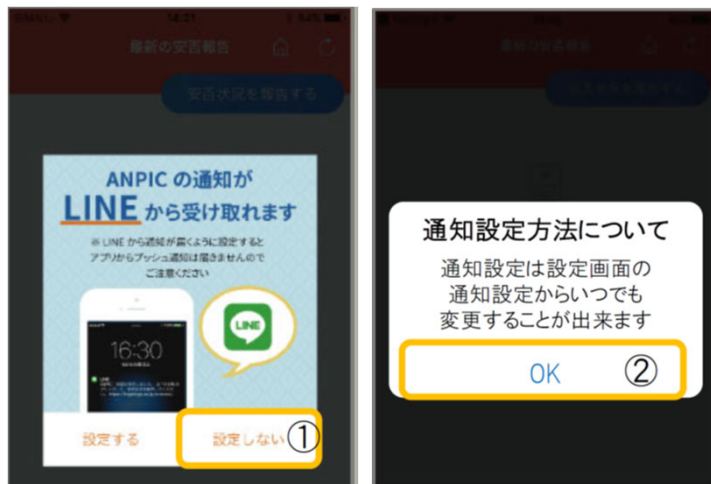 14:21
84%
最新の安否報告
安否状況を報告する
ANPIC の通知が
LINE から受け取れます
※ LINE から通知が届くように設定すると
アプリからプッシュ通知は届きませんので
ご注意ください
LINE
16:30
LINE
設定する
設定しない ①
最新の安否報告
通知設定方法について
通知設定は設定画面の
通知設定からいつでも
変更することが出来ます
OK ②